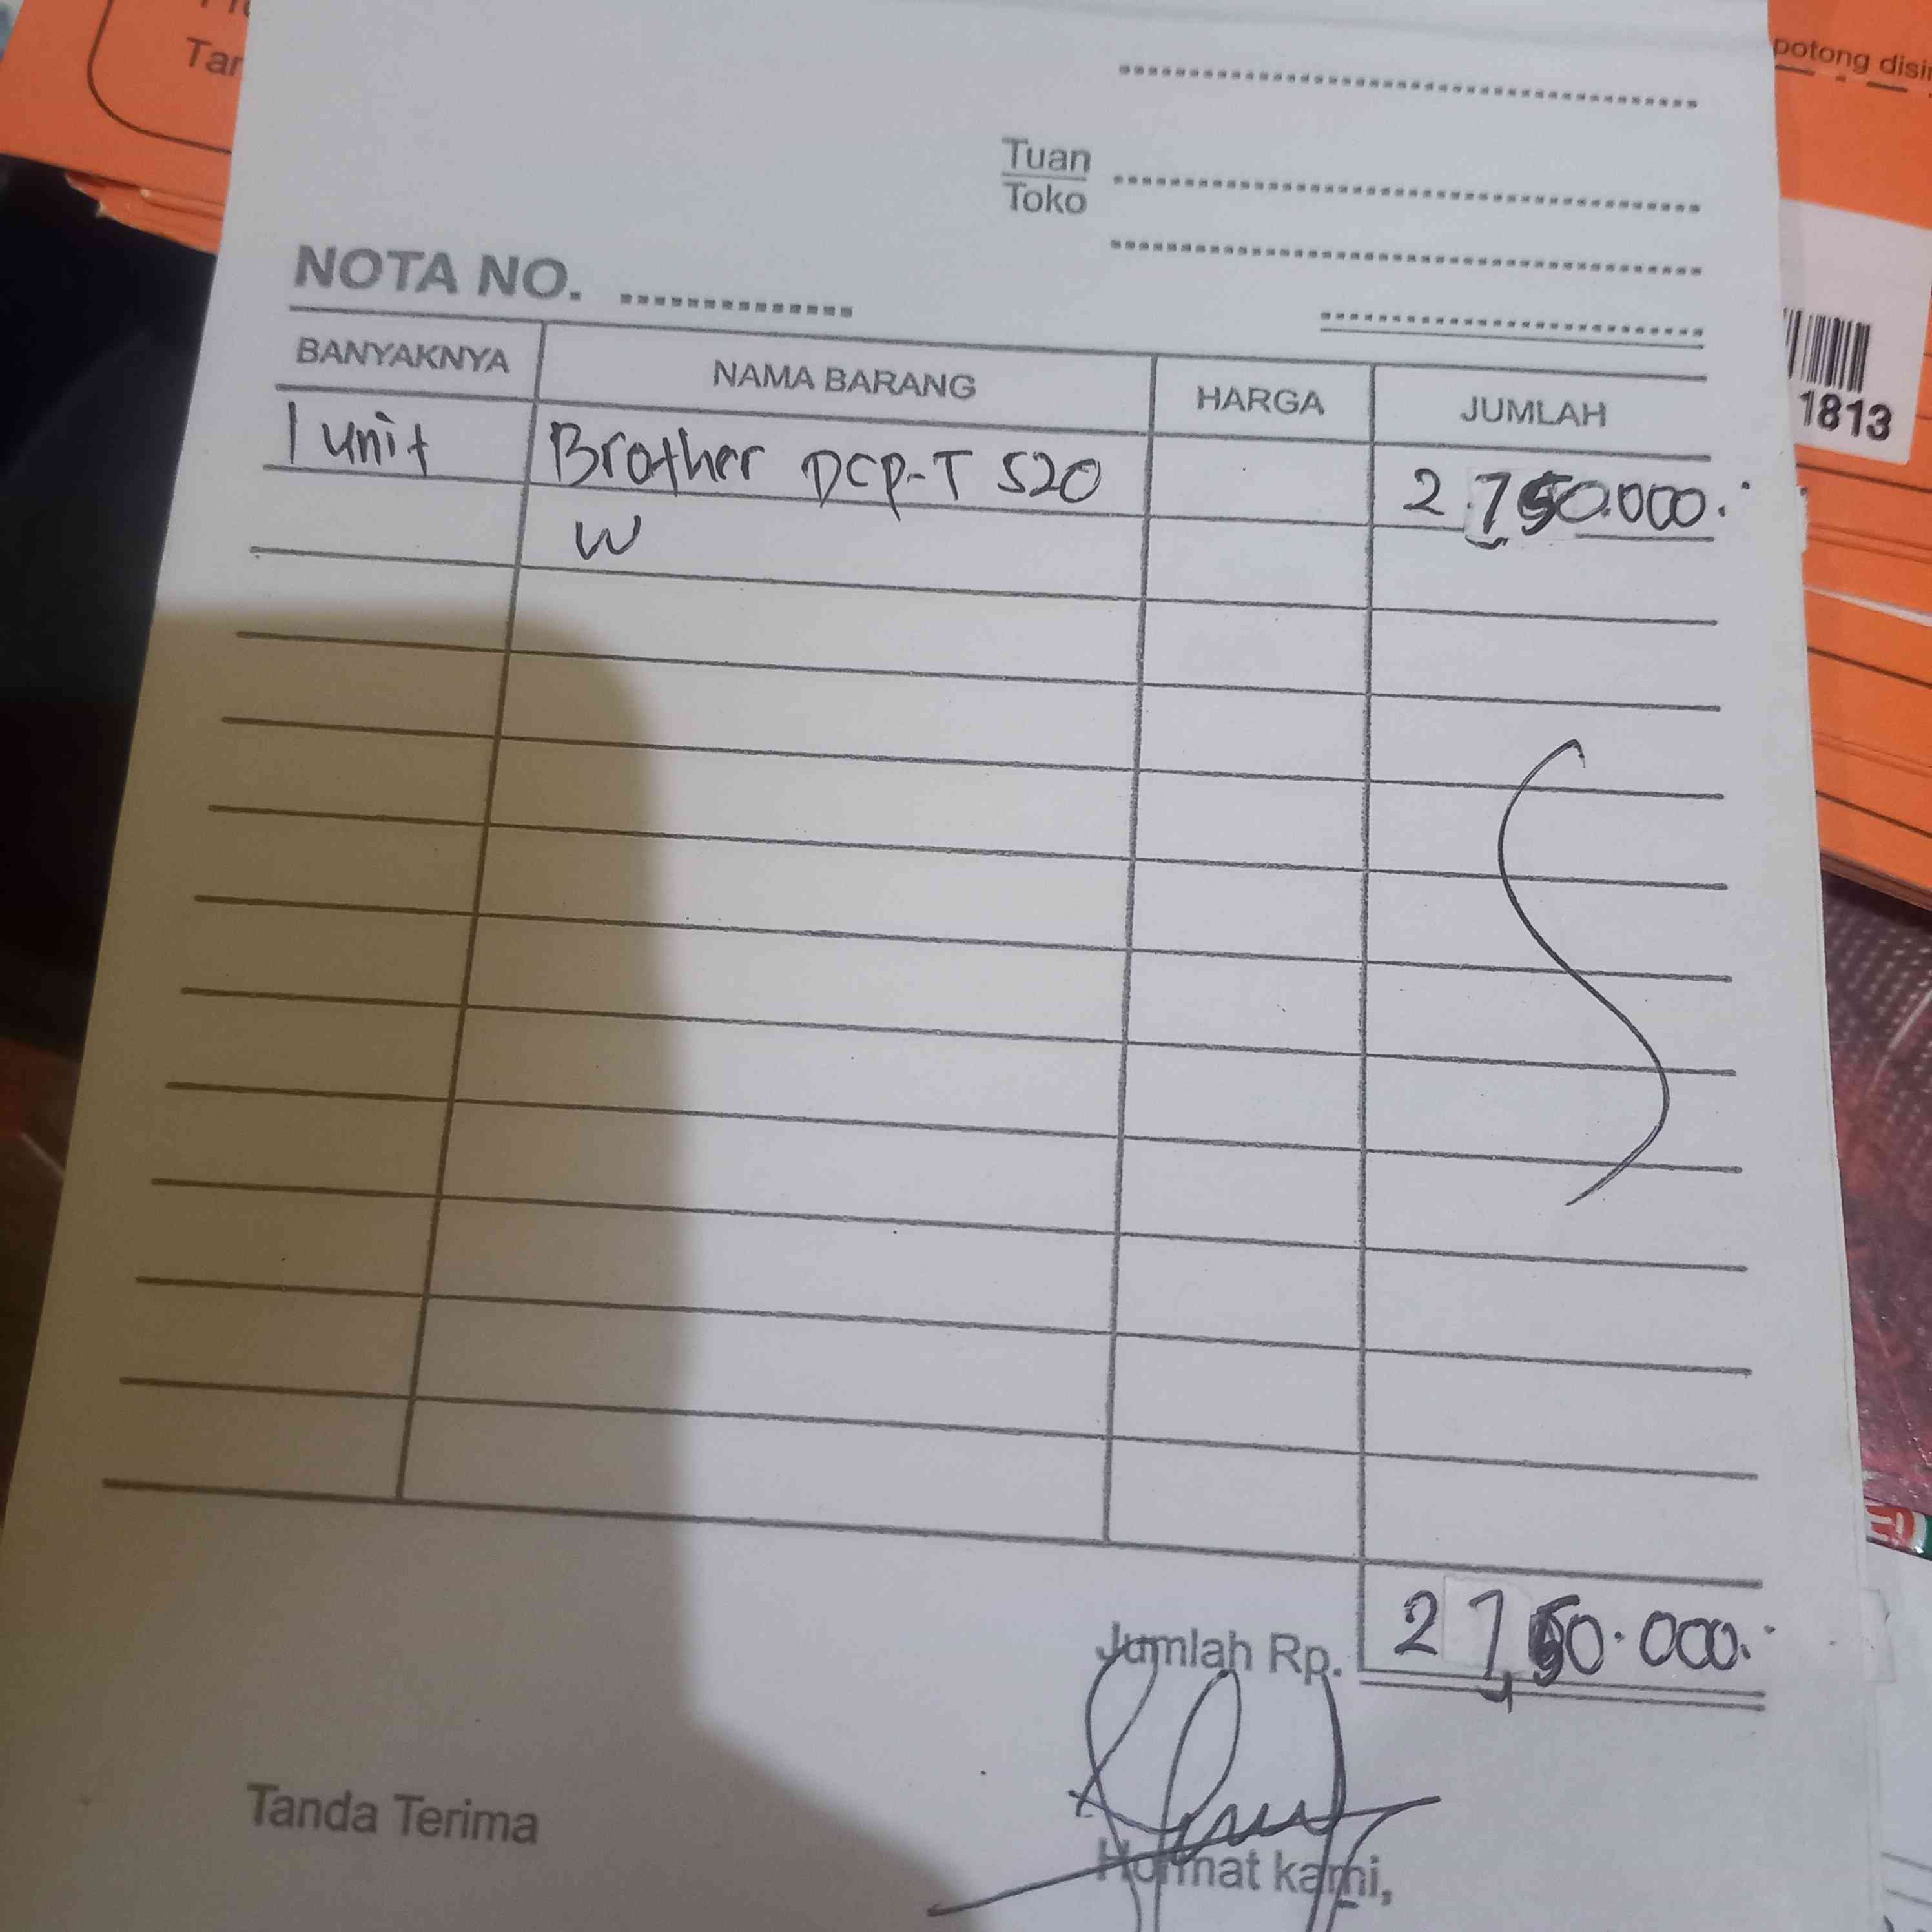 Tar
potong disi
Tuan
Toko
NOTA NO.
1813
BANYAKNYA NAMA BARANG HARGA JUMLAH
1 unit Brother DCP-T 520 2.750.000.-
W
Jumlah Rp. 2.750.000.-
Tanda Terima
Hormat kami,